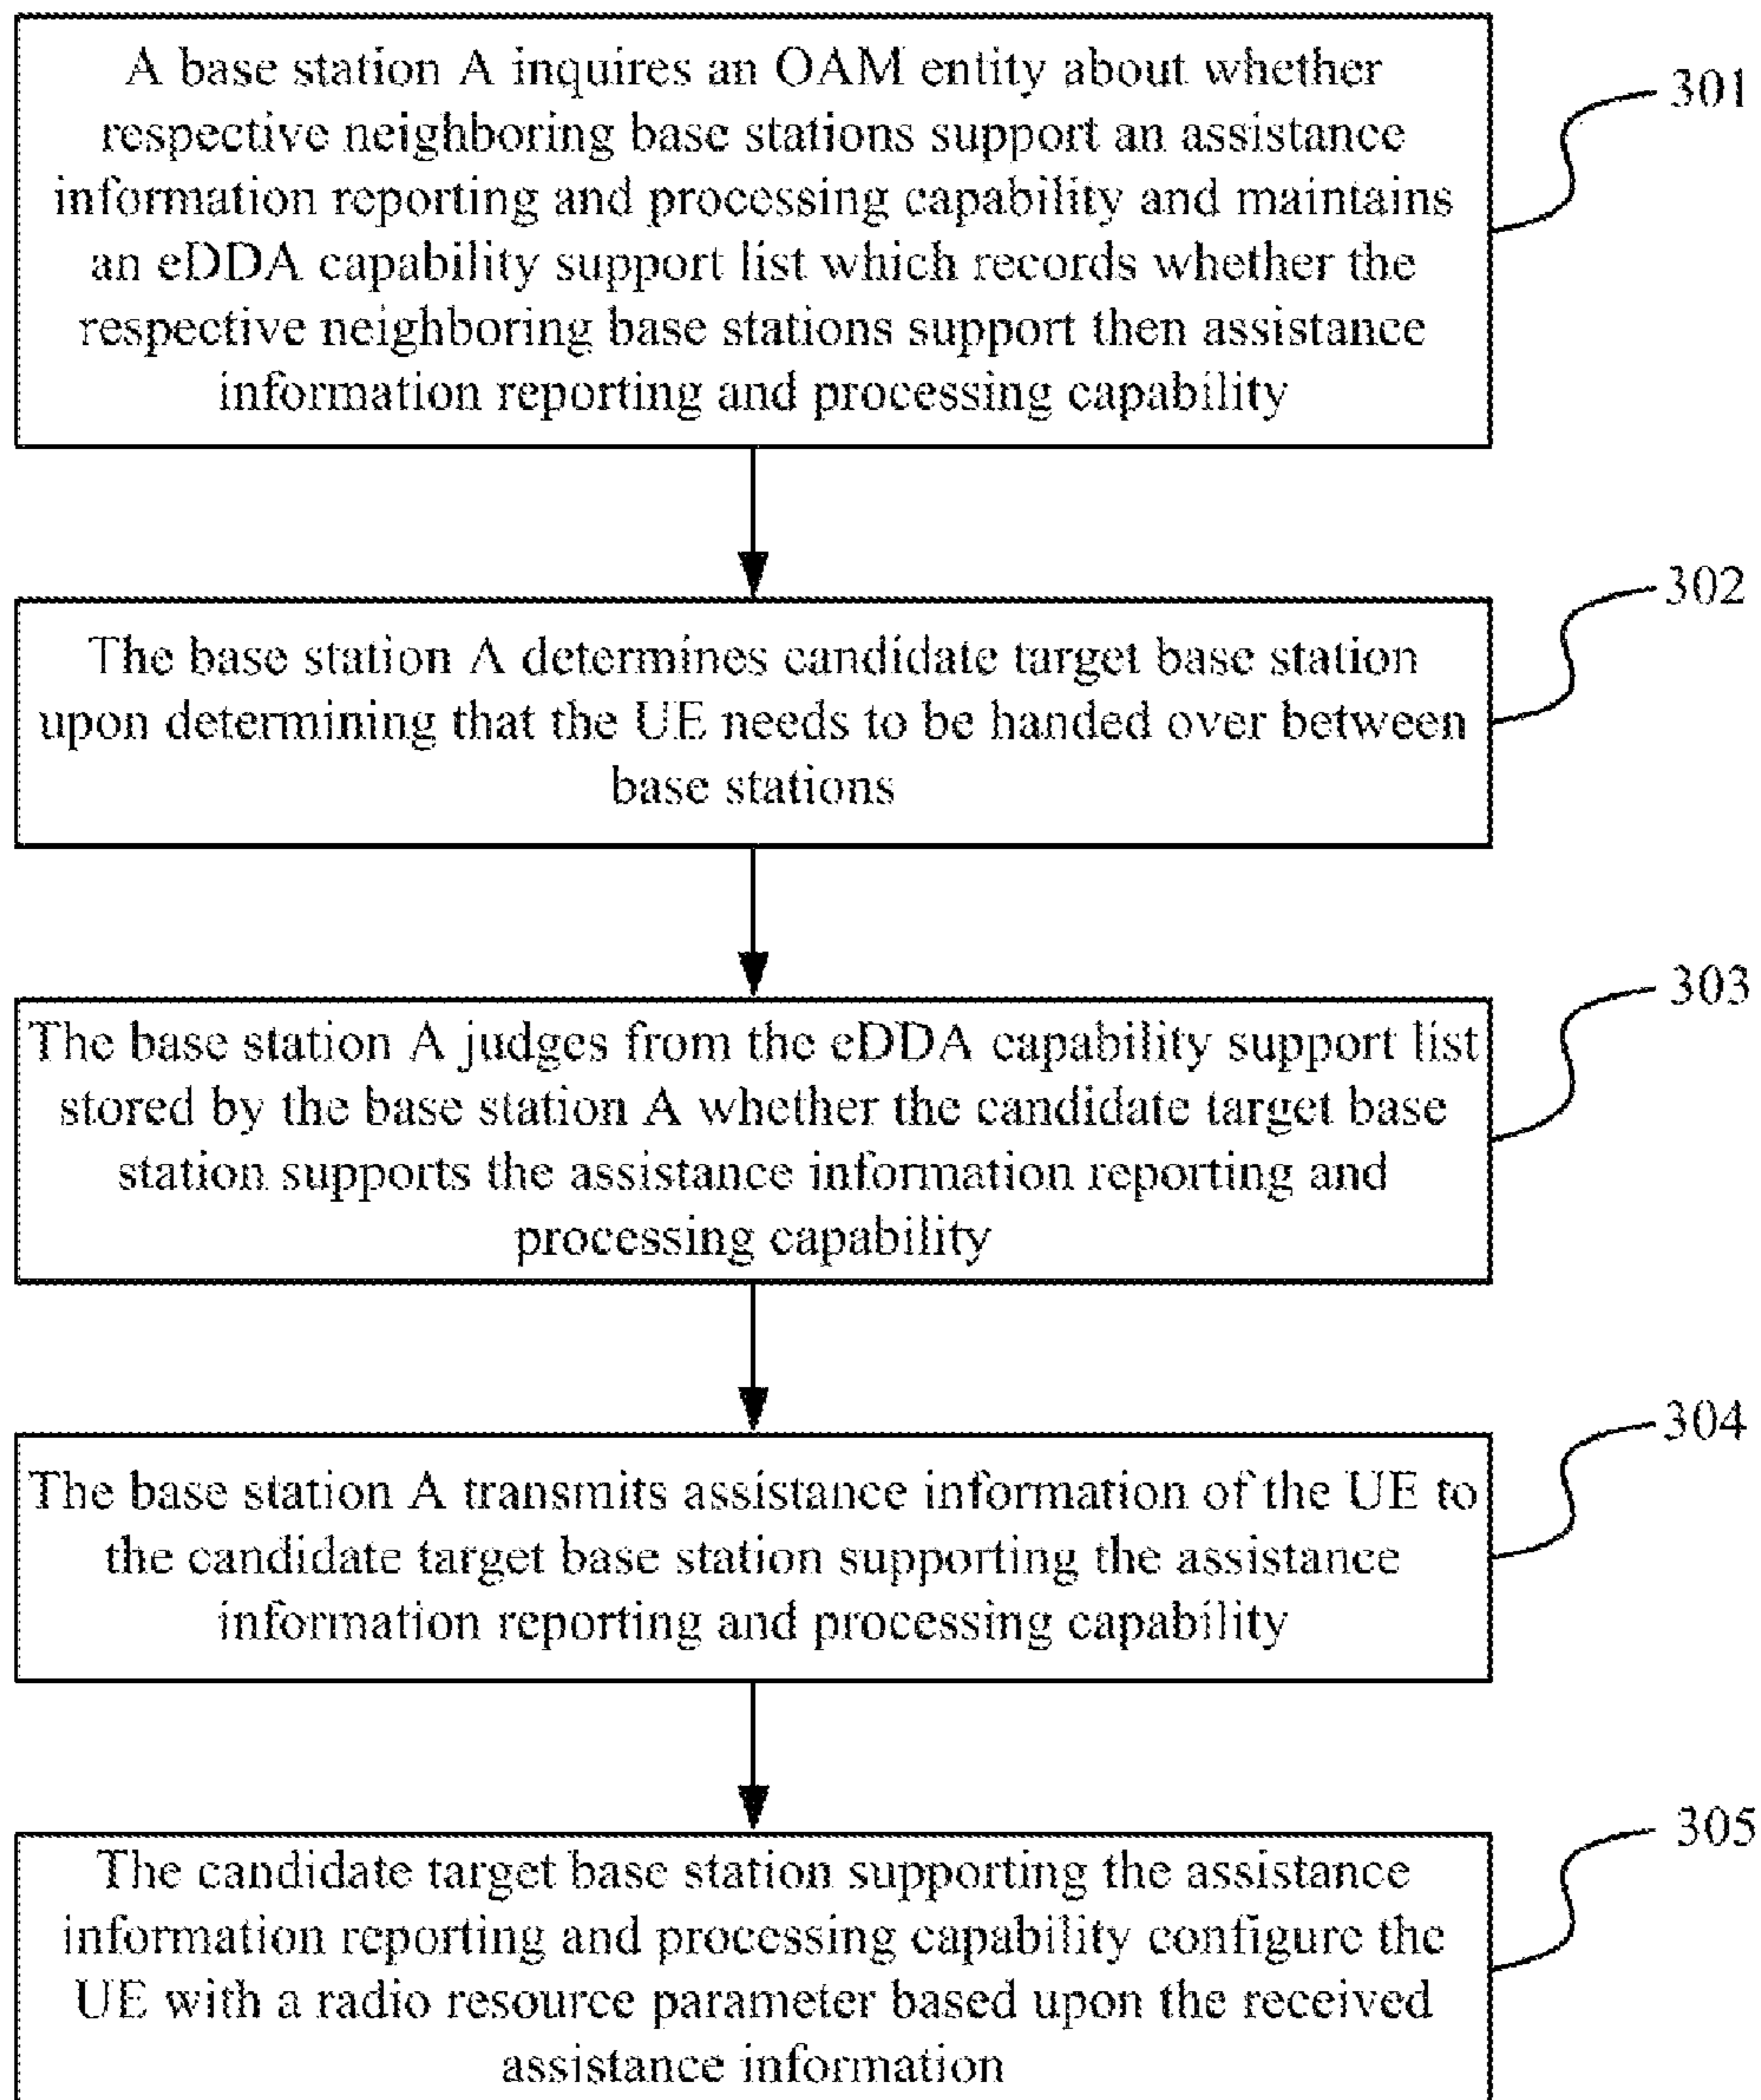 A base station A inquires an OAM entity about whether
respective neighboring base stations support an assistance
information reporting and processing capability and maintains
an eDDA capability support list which records whether the
respective neighboring base stations support then assistance
information reporting and processing capability
301
The base station A determines candidate target base station
upon determining that the UE needs to be handed over between
base stations
302
The base station A judges from the eDDA capability support list
stored by the base station A whether the candidate target base
station supports the assistance information reporting and
processing capability
303
The base station A transmits assistance information of the UE to
the candidate target base station supporting the assistance
information reporting and processing capability
304
The candidate target base station supporting the assistance
information reporting and processing capability configure the
UE with a radio resource parameter based upon the received
assistance information
305